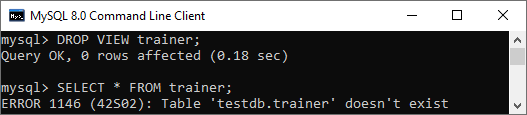 MySQL 8.0 Command Line Client
mysql> DROP VIEW trainer;
Query OK, 0 rows affected (0.18 sec)
mysql> SELECT * FROM trainer;
ERROR 1146 (42S02): Table 'testdb.trainer' doesn't exist